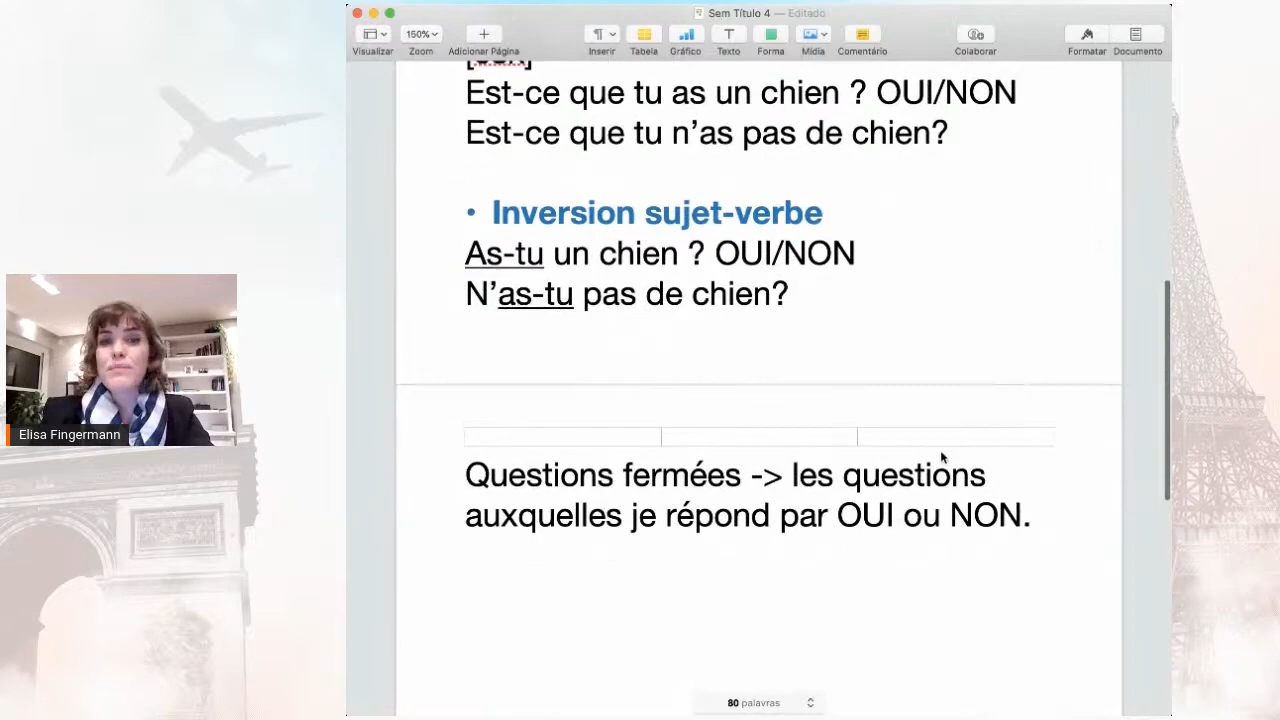 Sem Título 4 — Editado
150%
Visualizar Zoom Adicionar Página Inserir Tabela Gráfico Texto Forma Mídia Comentário Colaborar Formatar Documento
Est-ce que tu as un chien ? OUI/NON
Est-ce que tu n’as pas de chien?
• Inversion sujet-verbe
As-tu un chien ? OUI/NON
N’as-tu pas de chien?
Elisa Fingermann
Questions fermées -> les questions
auxquelles je répond par OUI ou NON.
80 palavras